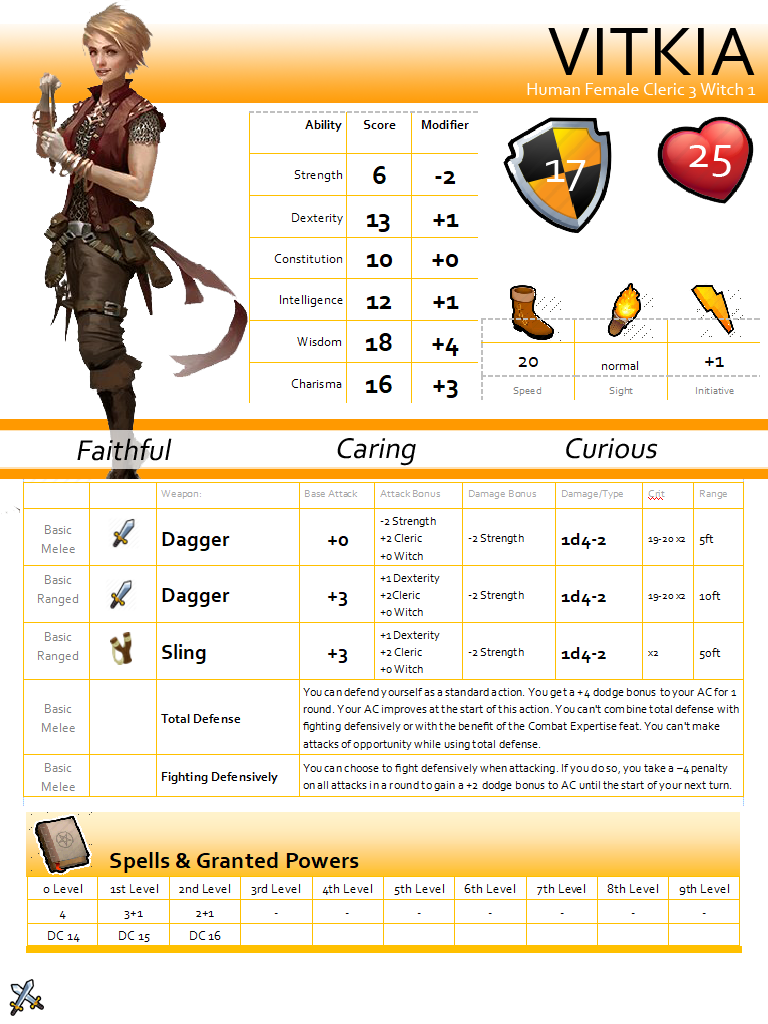 VITKIA
Human Female Cleric 3 Witch 1
Ability Score Modifier
Strength 6 -2
Dexterity 13 +1
Constitution 10 +0
Intelligence 12 +1
Wisdom 18 +4
Charisma 16 +3
17
25
20 normal +1
Speed Sight Initiative
Faithful Caring Curious
Weapon: Base Attack Attack Bonus Damage Bonus Damage/Type Crit Range
Basic Melee Dagger +0 -2 Strength +2 Cleric +0 Witch -2 Strength 1d4-2 19-20 x2 5ft
Basic Ranged Dagger +3 +1 Dexterity +2Cleric +0 Witch -2 Strength 1d4-2 19-20 x2 10ft
Basic Ranged Sling +3 +1 Dexterity +2 Cleric +0 Witch -2 Strength 1d4-2 x2 50ft
Basic Melee Total Defense
You can defend yourself as a standard action. You get a +4 dodge bonus to your AC for 1
round. Your AC improves at the start of this action. You can't combine total defense with
fighting defensively or with the benefit of the Combat Expertise feat. You can't make
attacks of opportunity while using total defense.
Basic Melee Fighting Defensively
You can choose to fight defensively when attacking. If you do so, you take a –4 penalty
on all attacks in a round to gain a +2 dodge bonus to AC until the start of your next turn.
Spells & Granted Powers
0 Level 1st Level 2nd Level 3rd Level 4th Level 5th Level 6th Level 7th Level 8th Level 9th Level
4 3+1 2+1 - - - - - - -
DC 14 DC 15 DC 16